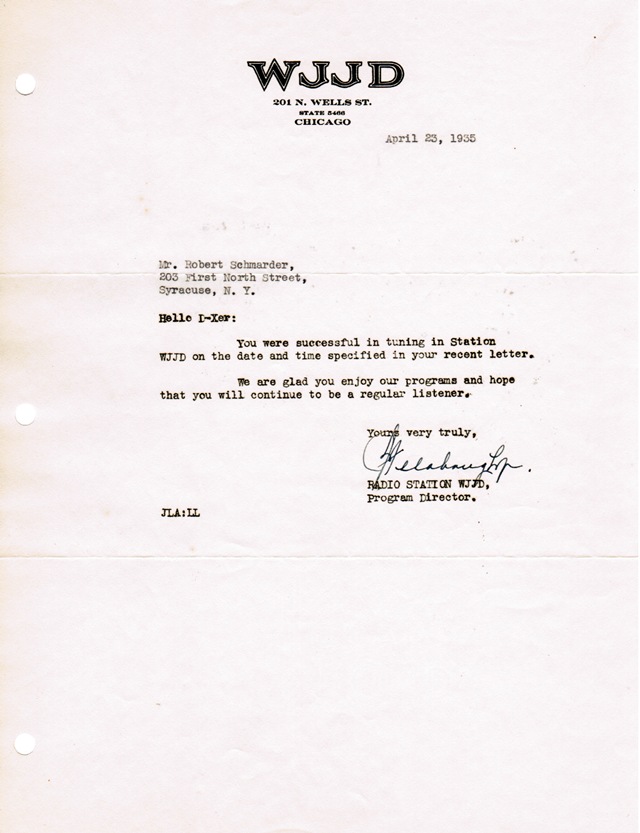 WJJD
201 N. WELLS ST.
STATE 5466
CHICAGO
April 23, 1935
Mr. Robert Schmarder,
203 First North Street,
Syracuse, N. Y.
Hello D-Xer:
You were successful in tuning in Station
WJJD on the date and time specified in your recent letter.
We are glad you enjoy our programs and hope
that you will continue to be a regular listener.
Yours very truly,
RADIO STATION WJJD,
Program Director.
JLA:LL